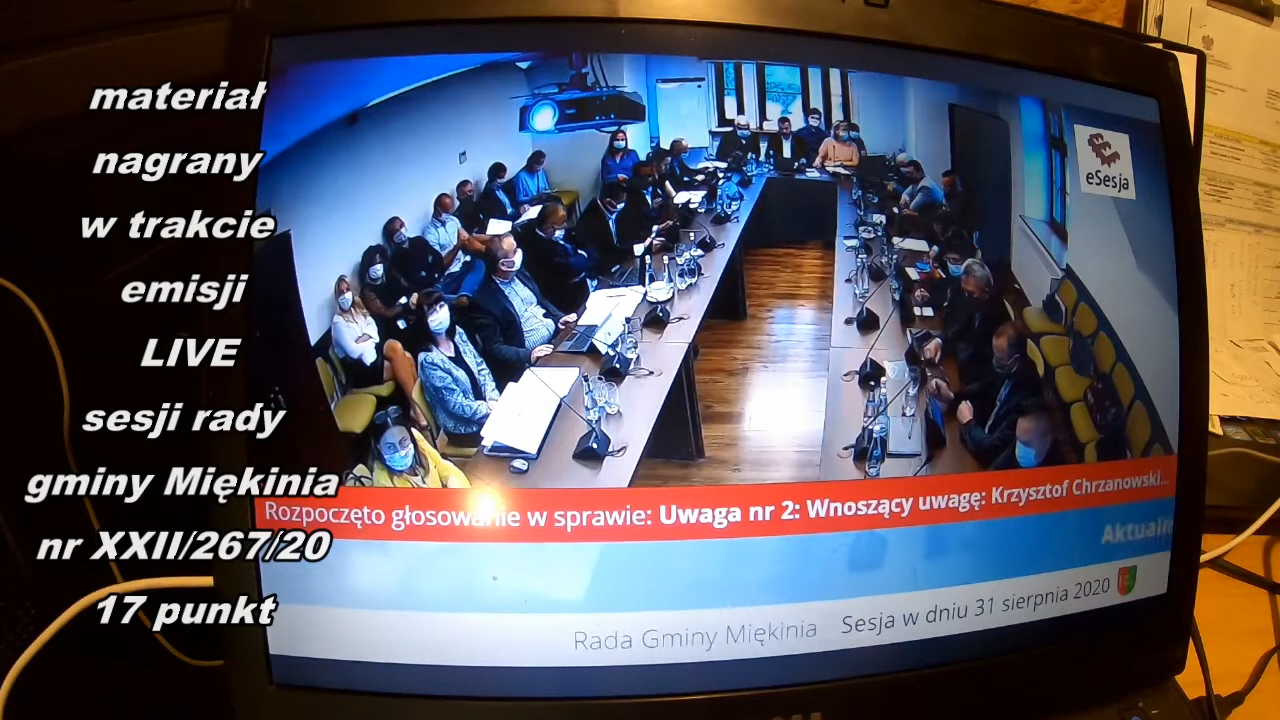 materiał
nagrany
w trakcie
emisji
LIVE
sesji rady
gminy Miękinia
nr XXII/267/20
17 punkt
eSesja
Rozpoczęto głosowanie w sprawie: Uwaga nr 2: Wnoszący uwagę: Krzysztof Chrzanowski...
Rada Gminy Miękinia Sesja w dniu 31 sierpnia 2020